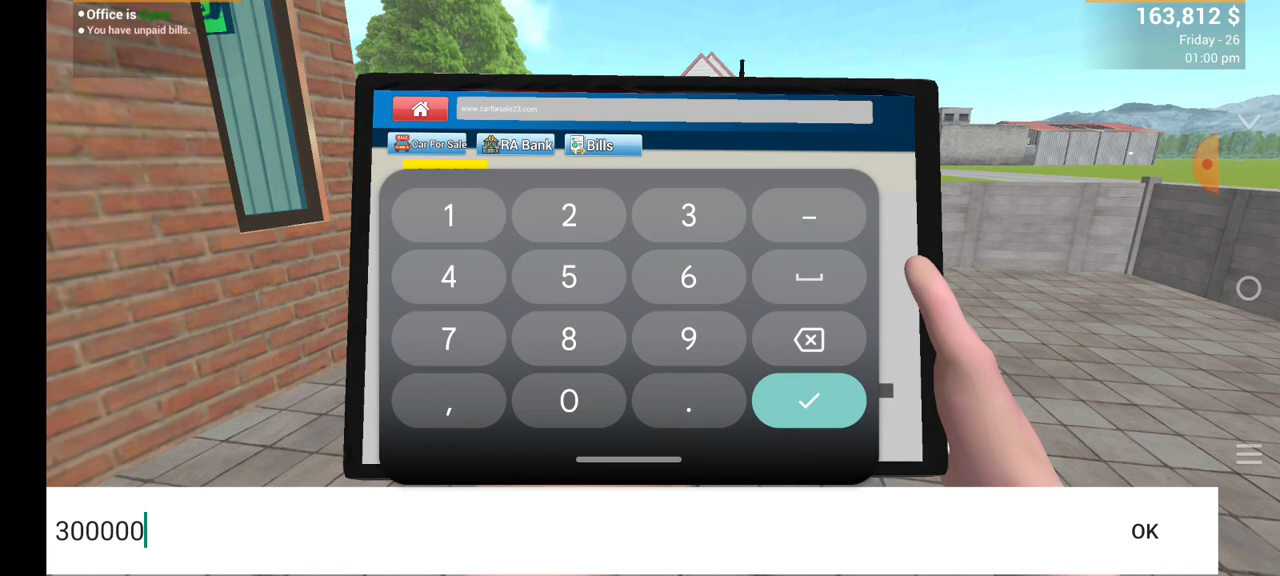 Office is Open
You have unpaid bills.
163,812 $
Friday - 26
01:00 pm
www.carforsale23.com
Car For Sale
RA Bank
Bills
1 2 3 –
4 5 6
7 8 9
, 0 .
300000
OK